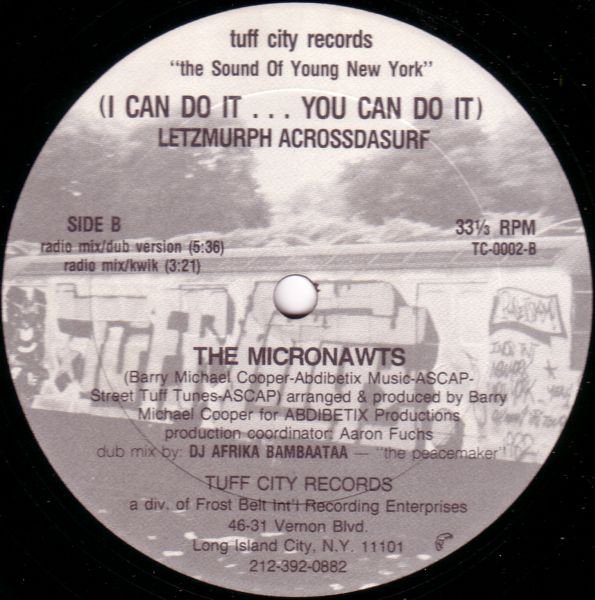 tuff city records
"the Sound Of Young New York"
(I CAN DO IT . . . YOU CAN DO IT)
LETZMURPH ACROSSDASURF
SIDE B
33⅓ RPM
radio mix/dub version (5:36)
TC-0002-B
radio mix/kwik (3:21)
THE MICRONAWTS
(Barry Michael Cooper-Abdibetix Music-ASCAP-
Street Tuff Tunes-ASCAP) arranged & produced by Barry
Michael Cooper for ABDIBETIX Productions
production coordinator: Aaron Fuchs
dub mix by: DJ AFRIKA BAMBAATAA — "the peacemaker"!
TUFF CITY RECORDS
a div. of Frost Belt Int'l Recording Enterprises
46-31 Vernon Blvd.
Long Island City, N.Y. 11101
212-392-0882